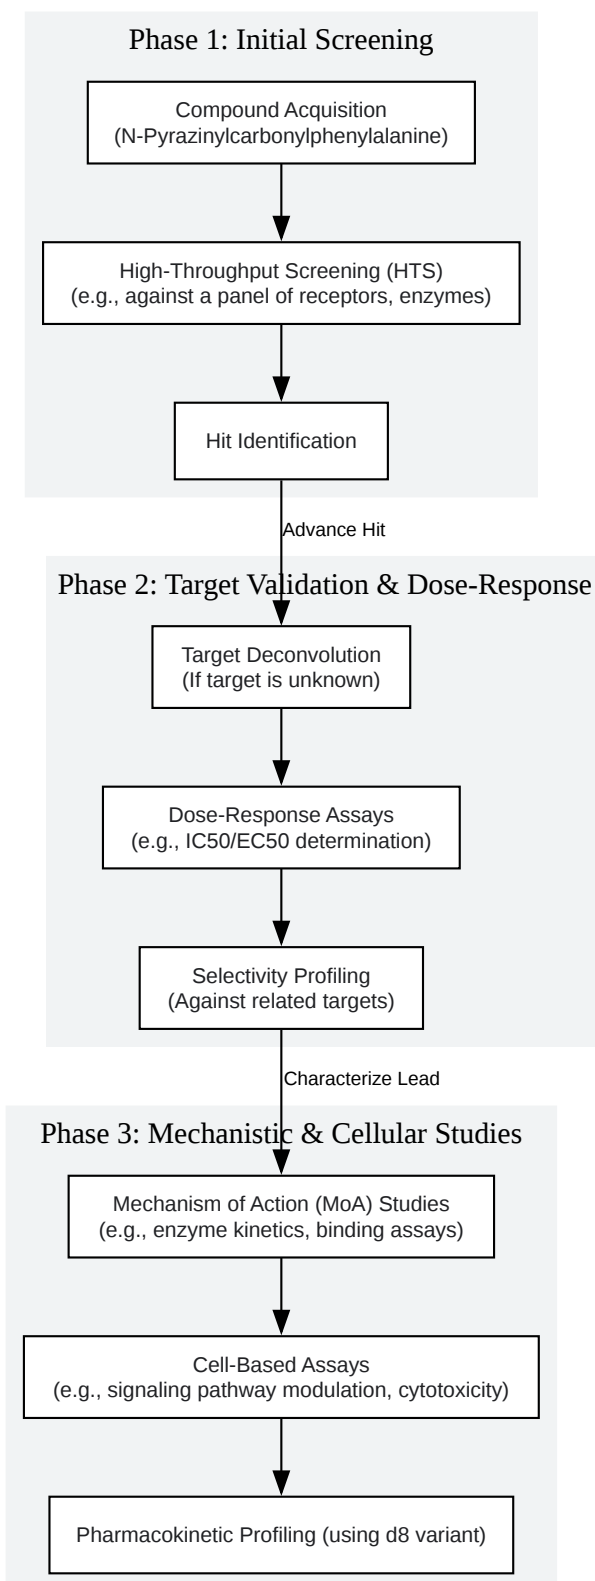 Phase 1: Initial Screening
Compound Acquisition
(N-Pyrazinylcarbonylphenylalanine)
High-Throughput Screening (HTS)
(e.g., against a panel of receptors, enzymes)
Hit Identification
Advance Hit
Phase 2: Target Validation & Dose-Response
Target Deconvolution
(If target is unknown)
Dose-Response Assays
(e.g., IC50/EC50 determination)
Selectivity Profiling
(Against related targets)
Characterize Lead
Phase 3: Mechanistic & Cellular Studies
Mechanism of Action (MoA) Studies
(e.g., enzyme kinetics, binding assays)
Cell-Based Assays
(e.g., signaling pathway modulation, cytotoxicity)
Pharmacokinetic Profiling (using d8 variant)